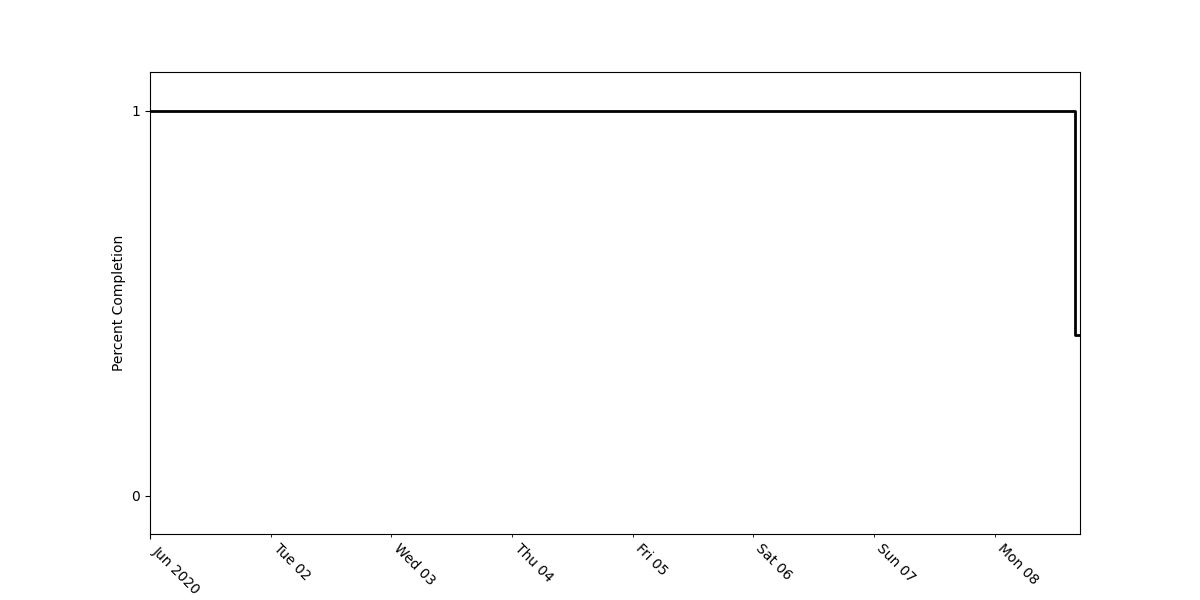 1
Percent Completion
0
Jun 2020
Tue 02
Wed 03
Thu 04
Fri 05
Sat 06
Sun 07
Mon 08